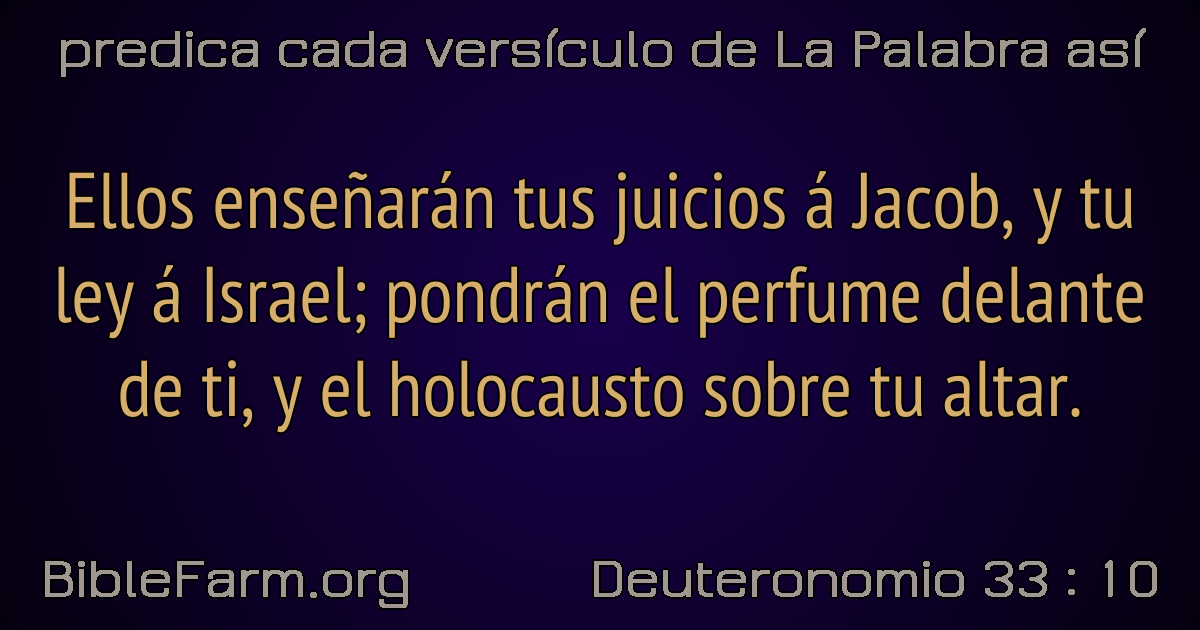 predica cada versículo de La Palabra así
Ellos enseñarán tus juicios á Jacob, y tu
ley á Israel; pondrán el perfume delante
de ti, y el holocausto sobre tu altar.
BibleFarm.org
Deuteronomio 33 : 10